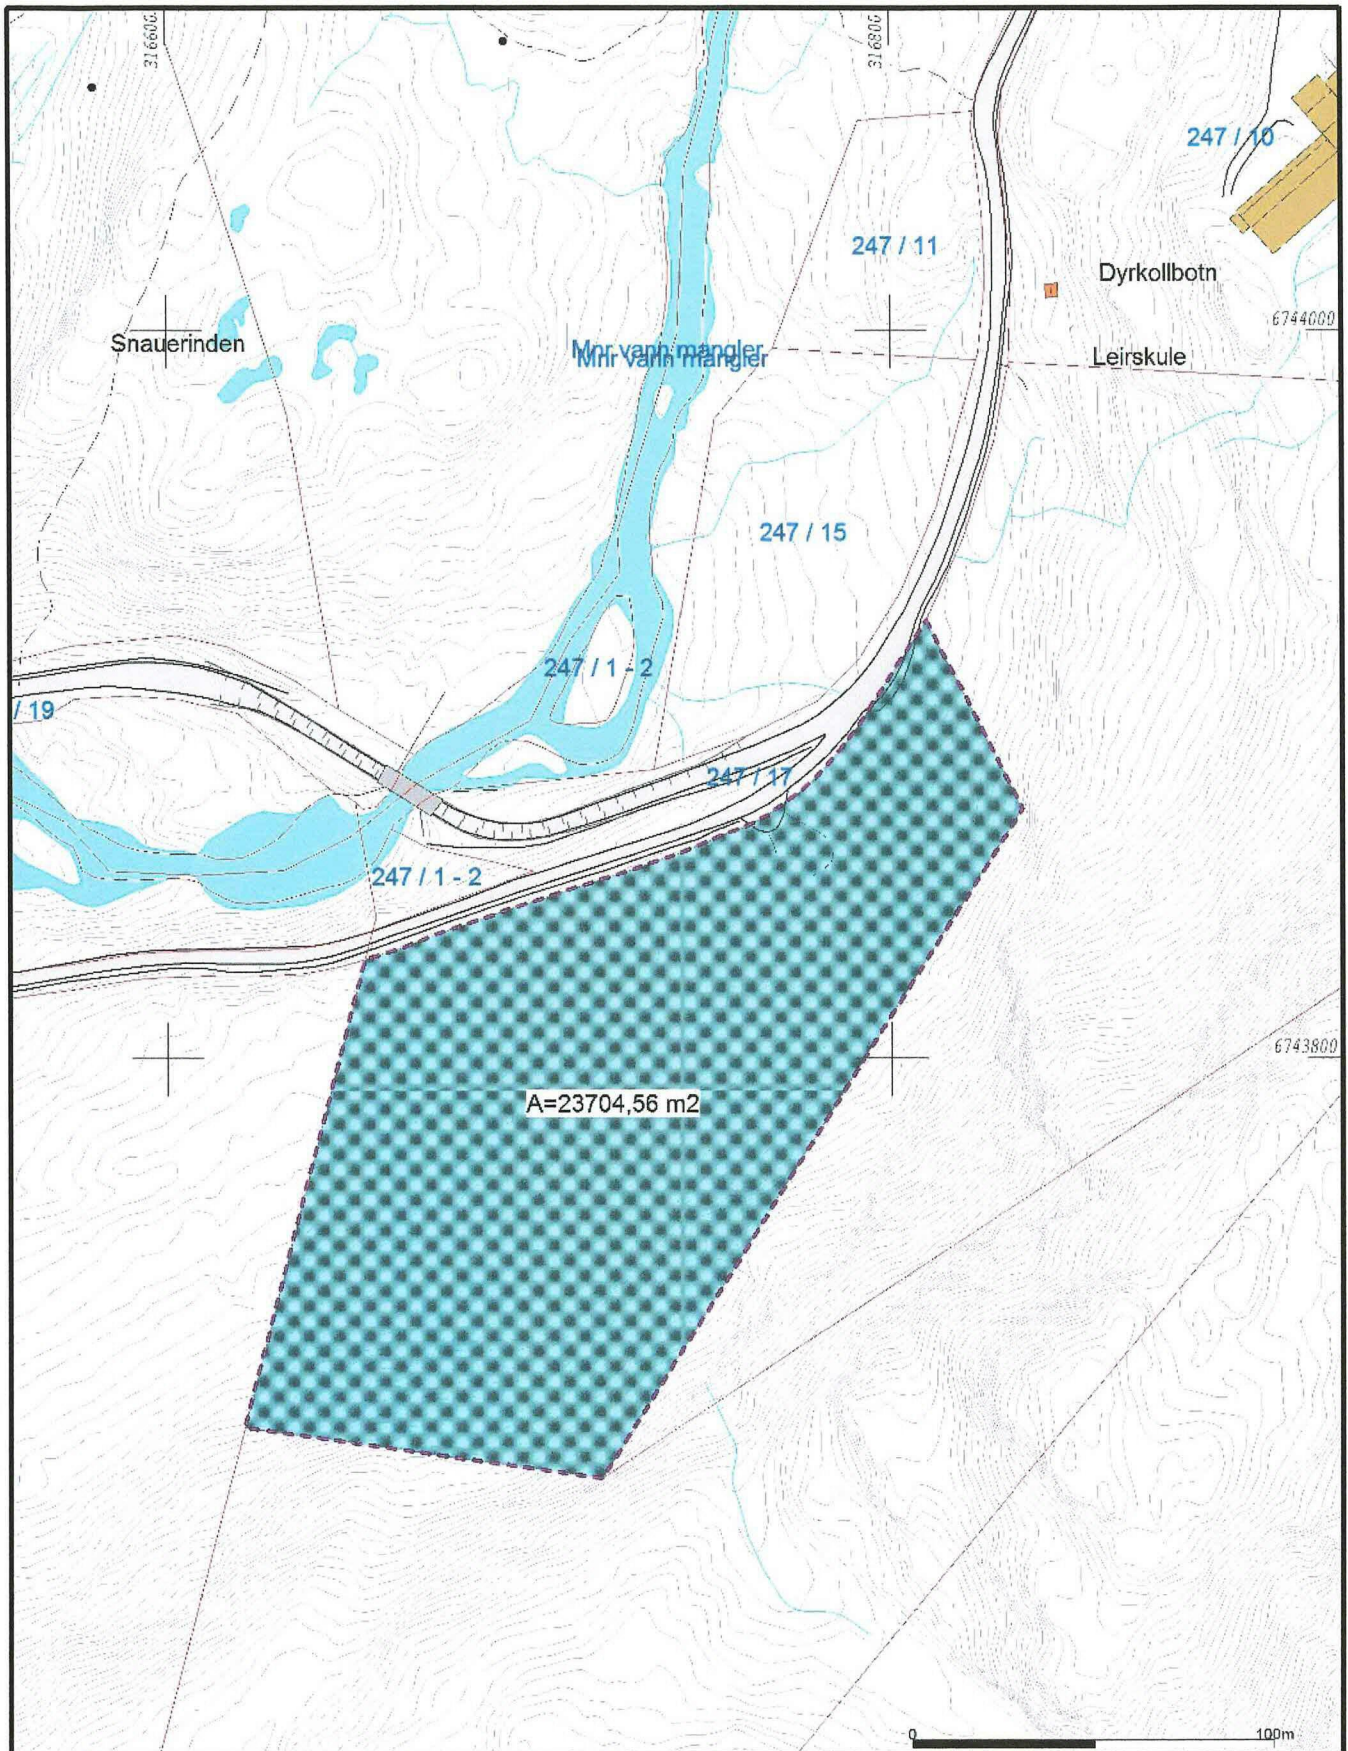 316600
316800
247 / 10
247 / 11
Dyrkollbotn
6744000
Snauerinden
Mnr vann mangler
Mnr vann mangler
Leirskule
247 / 15
247 / 1 - 2
/ 19
247 / 17
247 / 1 - 2
6743800
A=23704,56 m2
0
100m